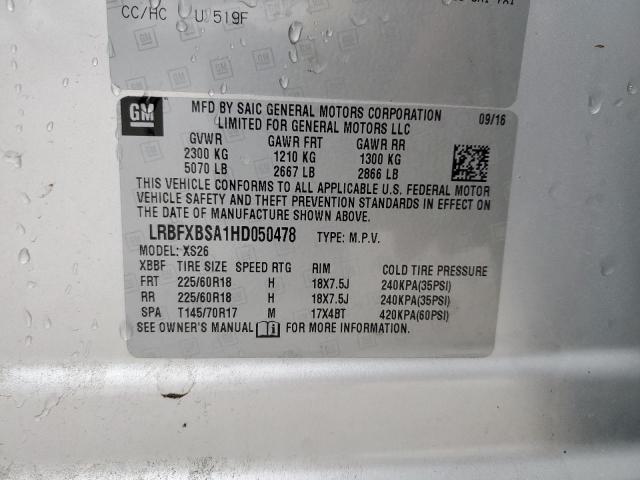 CC/HC U 519F
GM
MFD BY SAIC GENERAL MOTORS CORPORATION
LIMITED FOR GENERAL MOTORS LLC
09/16
GVWR GAWR FRT GAWR RR
2300 KG 1210 KG 1300 KG
5070 LB 2667 LB 2866 LB
THIS VEHICLE CONFORMS TO ALL APPLICABLE U.S. FEDERAL MOTOR
VEHICLE SAFETY AND THEFT PREVENTION STANDARDS IN EFFECT ON
THE DATE OF MANUFACTURE SHOWN ABOVE.
LRBFXBSA1HD050478 TYPE: M.P.V.
MODEL: XS26
XBBF TIRE SIZE SPEED RTG RIM COLD TIRE PRESSURE
FRT 225/60R18 H 18X7.5J 240KPA(35PSI)
RR 225/60R18 H 18X7.5J 240KPA(35PSI)
SPA T145/70R17 M 17X4BT 420KPA(60PSI)
SEE OWNER'S MANUAL FOR MORE INFORMATION.